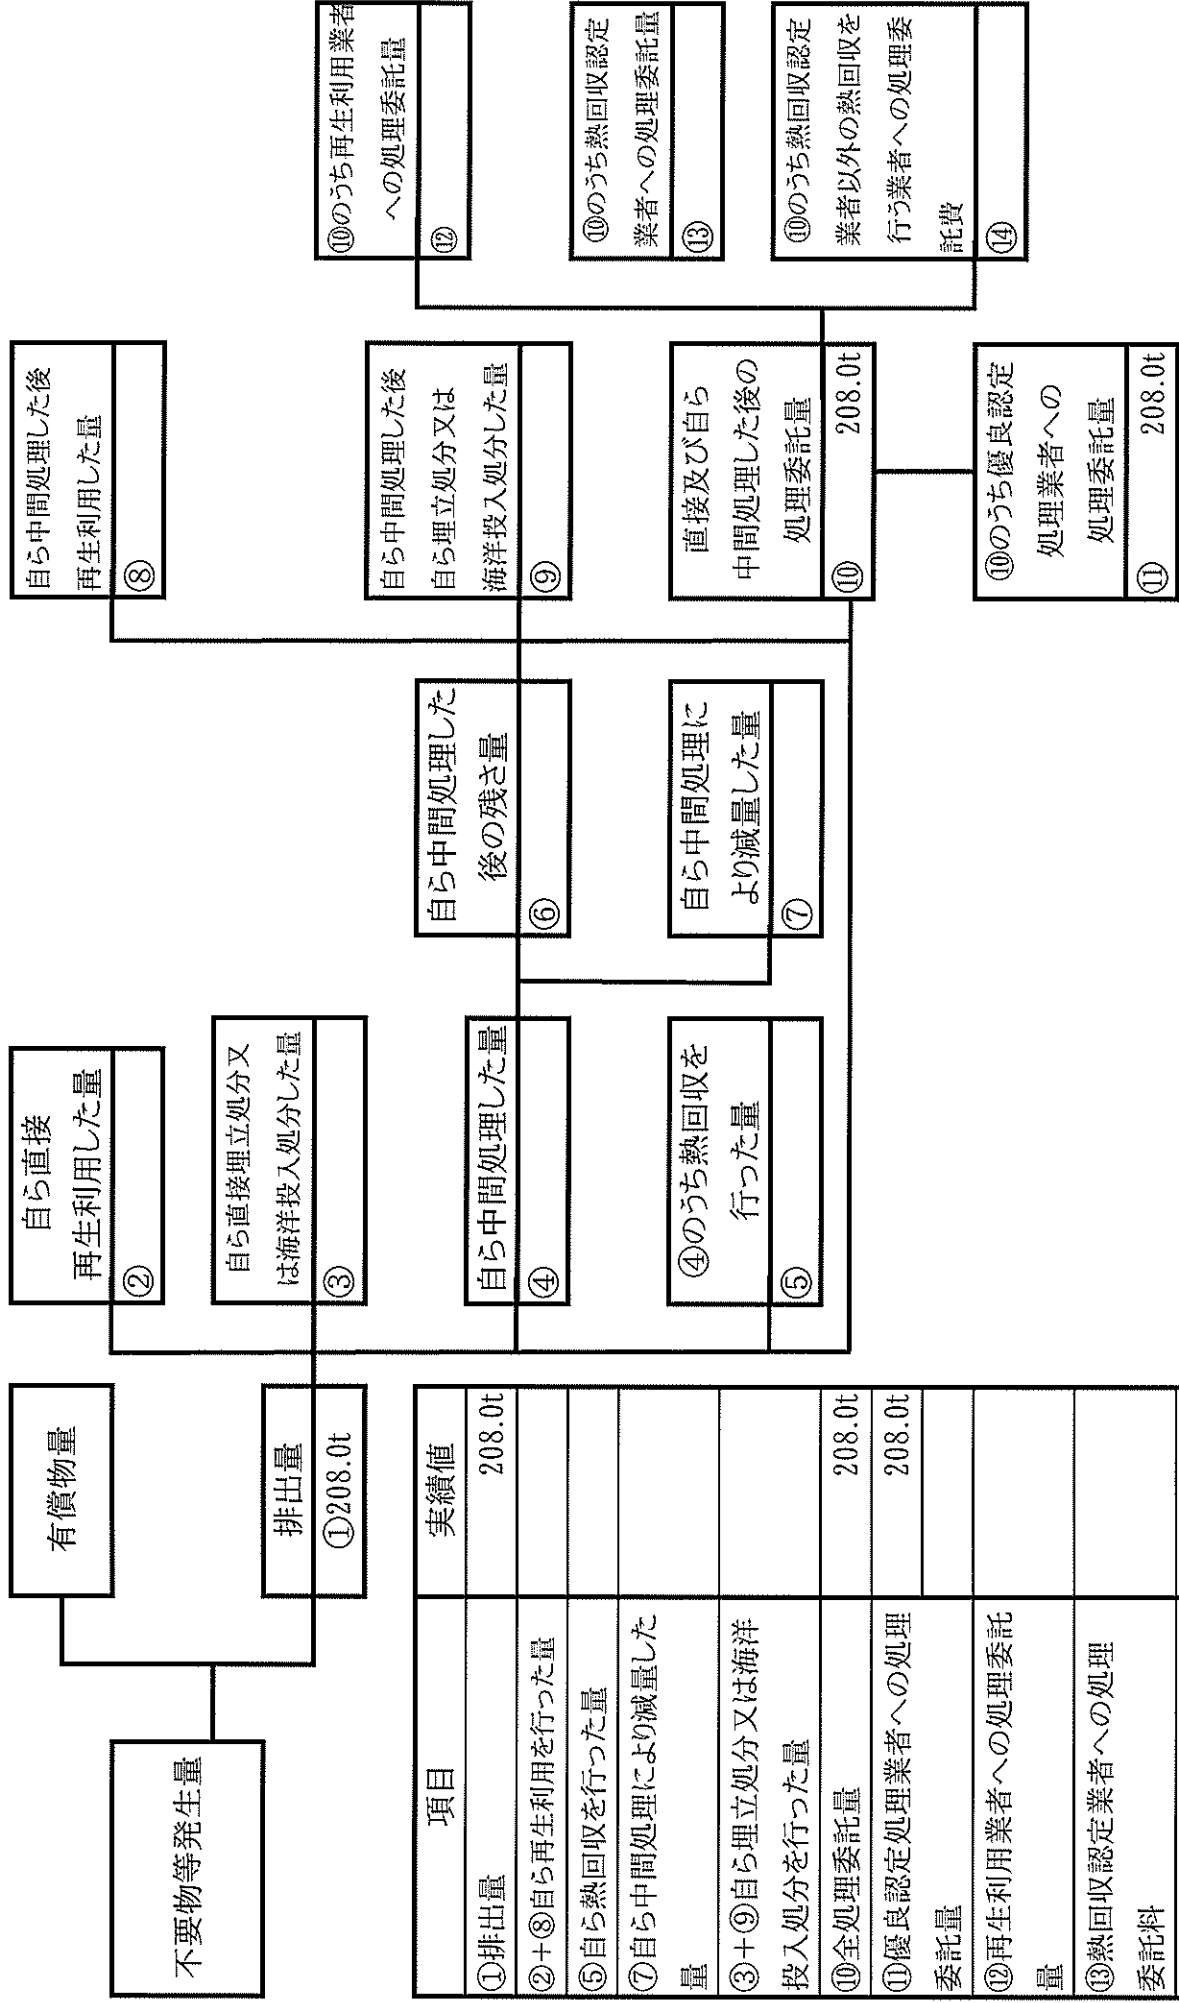 不要物等発生量
有償物量
排出量
①208.0t
自ら直接
再生利用した量
②
自ら直接埋立処分又
は海洋投入処分した量
③
自ら中間処理した量
④
④のうち熱回収を
行った量
⑤
自ら中間処理した
後の残さ量
⑥
自ら中間処理に
より減量した量
⑦
自ら中間処理した後
再生利用した量
⑧
自ら中間処理した後
自ら埋立処分又は
海洋投入処分した量
⑨
直接及び自ら
中間処理した後の
処理委託量
⑩ 208.0t
⑩のうち優良認定
処理業者への
処理委託量
⑪ 208.0t
⑩のうち再生利用業者
への処理委託量
⑫
⑩のうち熱回収認定
業者への処理委託量
⑬
⑩のうち熱回収認定
業者以外の熱回収を
行う業者への処理委
託費
⑭
項目 実績値
①排出量 208.0t
②+⑧自ら再生利用を行った量
⑤自ら熱回収を行った量
⑦自ら中間処理により減量した
量
③+⑨自ら埋立処分又は海洋
投入処分を行った量
⑩全処理委託量 208.0t
⑪優良認定処理業者への処理 208.0t
委託量
⑫再生利用業者への処理委託
量
⑬熱回収認定業者への処理
委託料